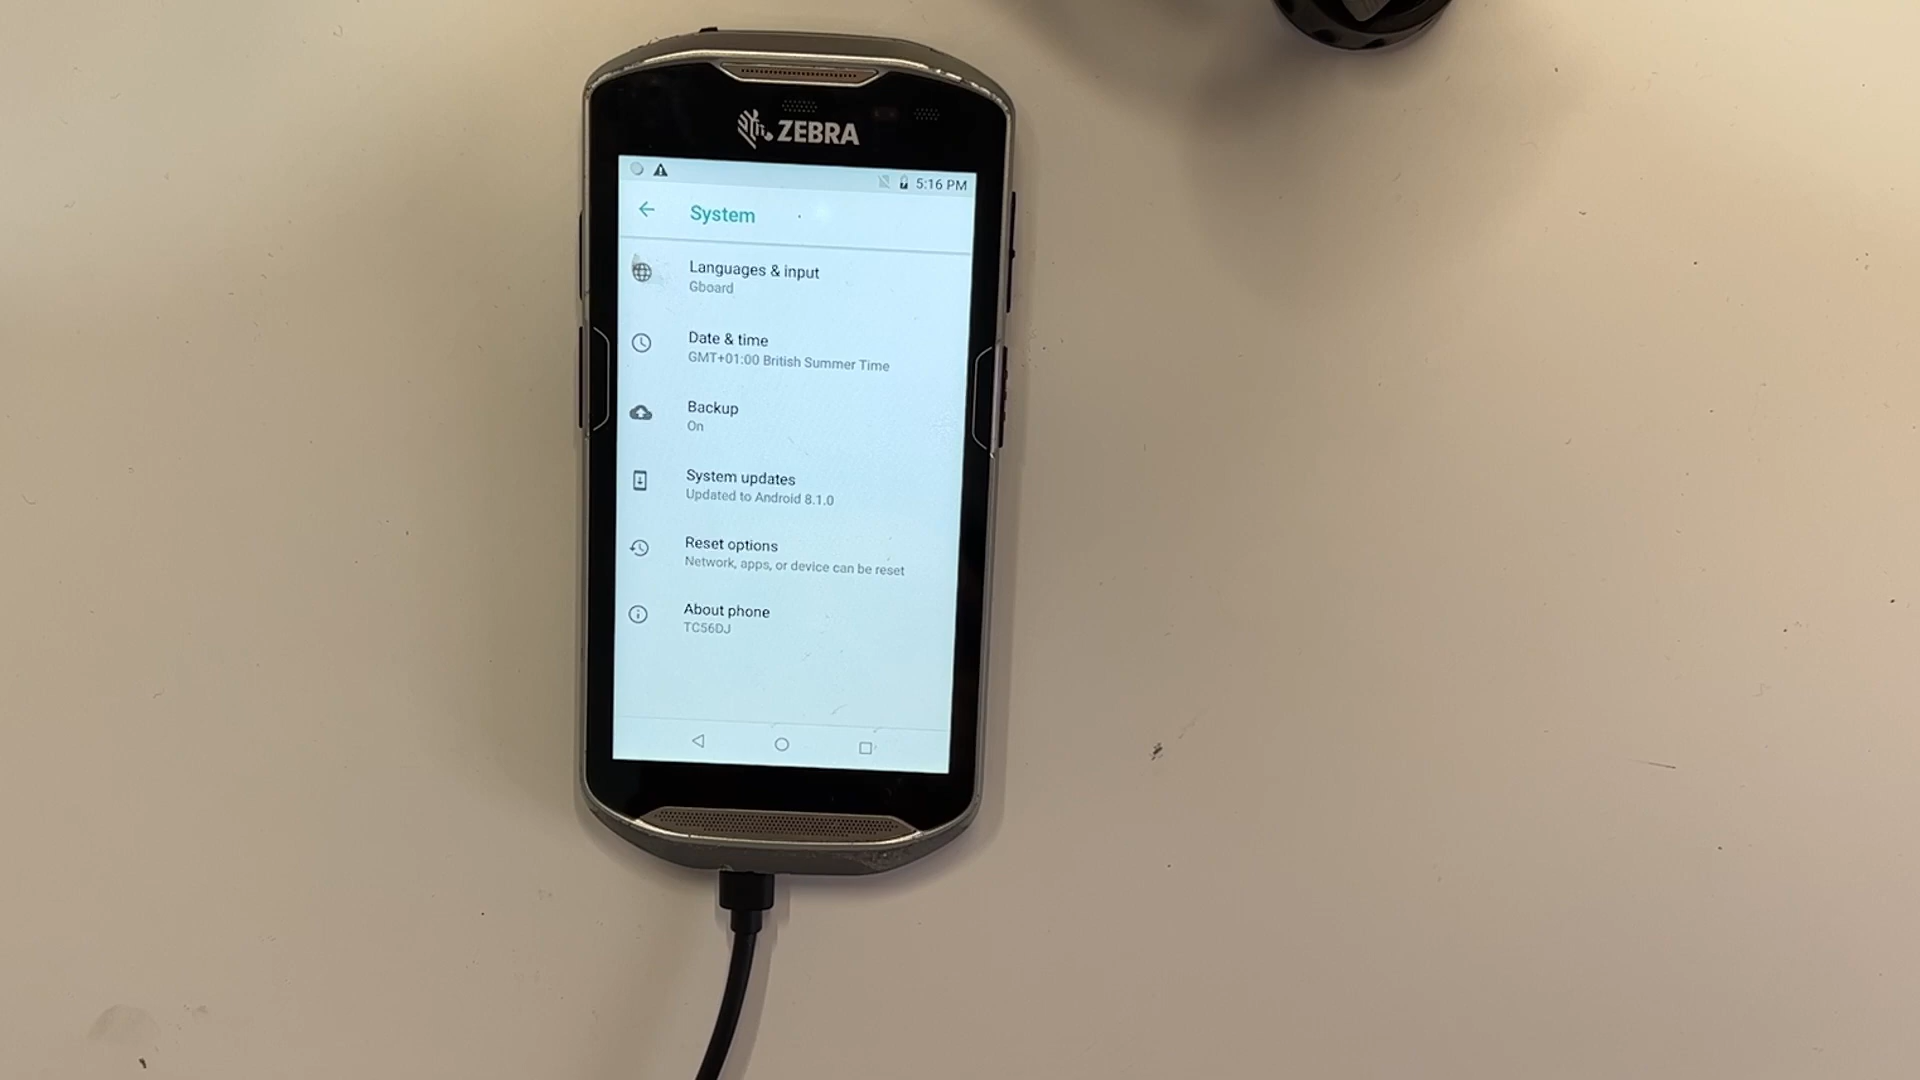 ZEBRA
5:16 PM
System
Languages & input
Gboard
Date & time
GMT+01:00 British Summer Time
Backup
On
System updates
Updated to Android 8.1.0
Reset options
Network, apps, or device can be reset
About phone
TC56DJ